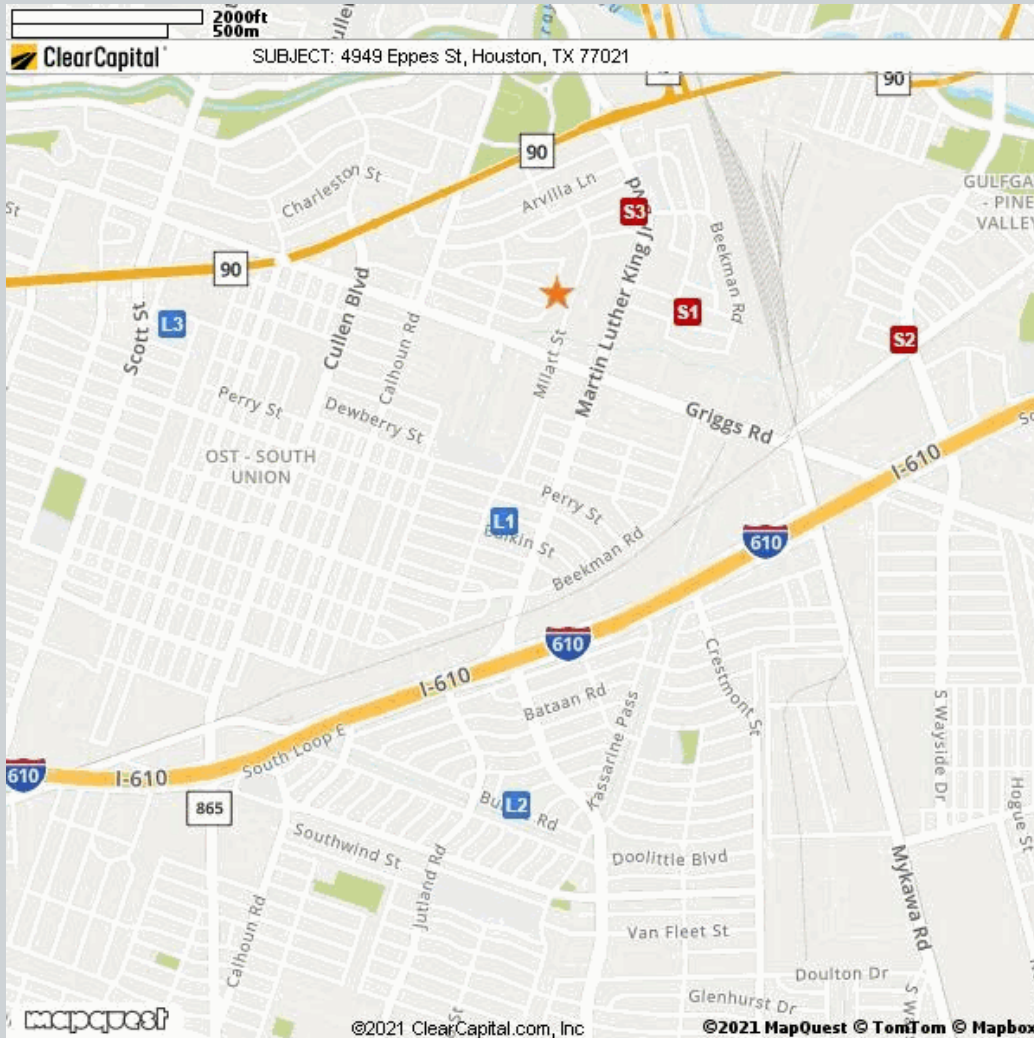 2000ft
500m
ClearCapital
SUBJECT: 4949 Eppes St, Houston, TX 77021
90
90
Charleston St
Arvilla Ln
GULFGA
- PINE
VALLEY
S3
Beekman Rd
90
St
Cullen Blvd
Martin Luther King Jr
L3
Scott St
Calhoun Rd
Milart St
S1
S2
Perry St
Dewberry St
Griggs Rd
OST - SOUTH
UNION
I-610
Perry St
L1
Beekman Rd
610
610
I-610
Bataan Rd
Crestmont St
Kassarine Pass
S Wayside Dr
South Loop E
610
I-610
865
L2
Rd
Hogue St
Southwind St
Doolittle Blvd
Jutland Rd
Mykawa Rd
Calhoun Rd
Van Fleet St
Doulton Dr
Glenhurst Dr
St
mapquest
©2021 ClearCapital.com, Inc
©2021 MapQuest © TomTom © Mapbox